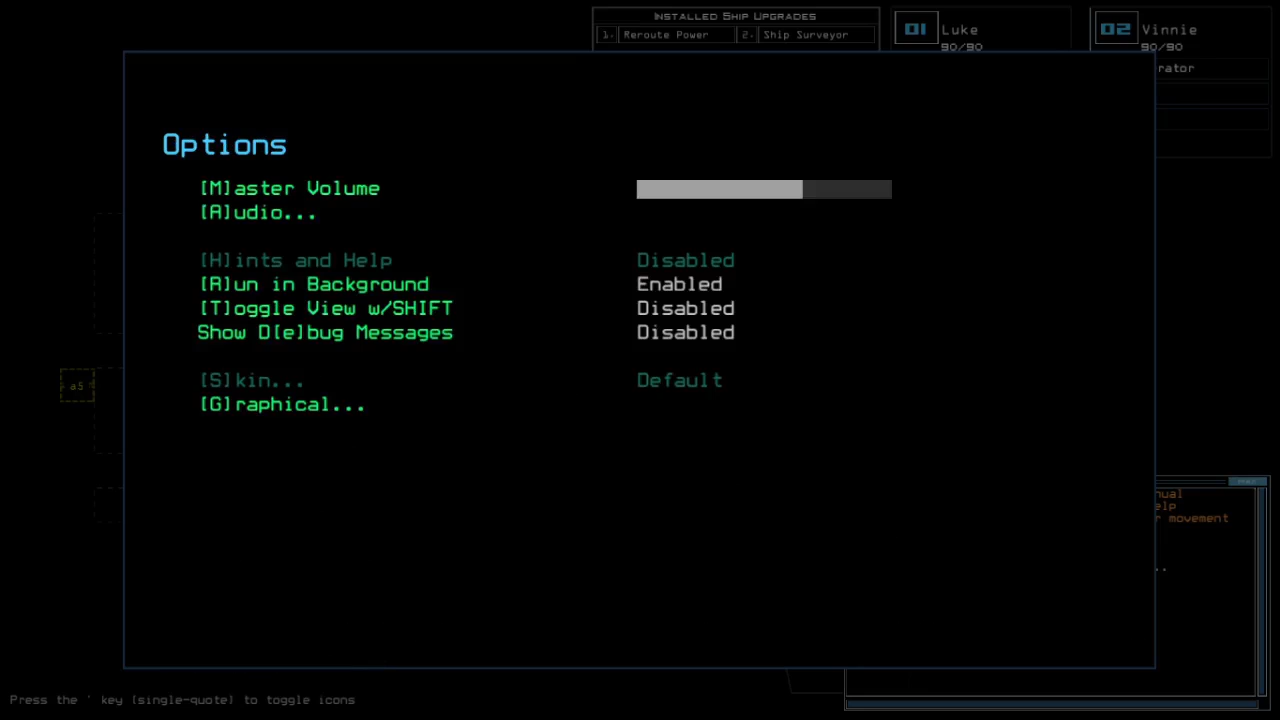 Installed Ship Upgrades
1. Reroute Power 2. Ship Surveyor
01 Luke
90/90
02 Vinnie
90/90
rator
Options
[M]aster Volume
[A]udio...
[H]ints and Help Disabled
[R]un in Background Enabled
[T]oggle View w/SHIFT Disabled
Show D[e]bug Messages Disabled
[S]kin... Default
[G]raphical...
a5
nual
elp
r movement
..
Press the ' key (single-quote) to toggle icons